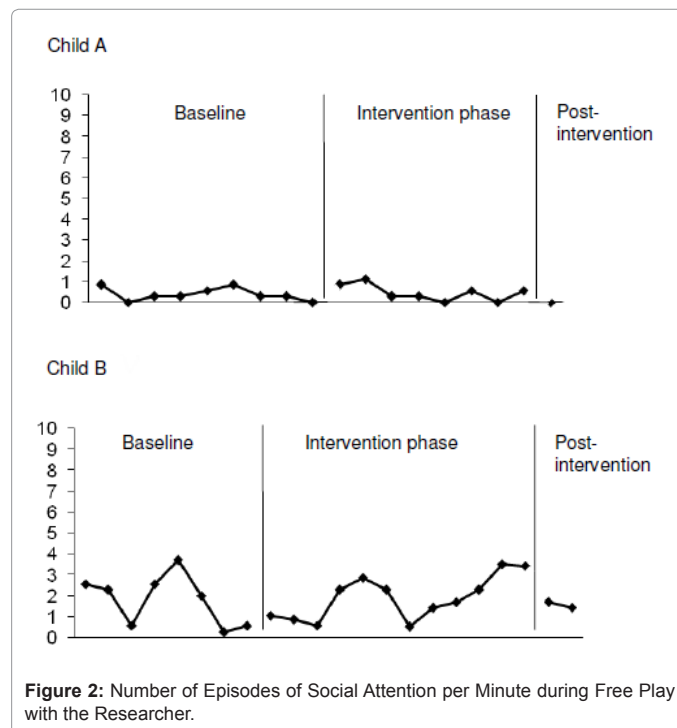 Child A
10
9
8
7
6
5
4
3
2
1
0
Baseline
Intervention phase
Post-
intervention
Child B
10
9
8
7
6
5
4
3
2
1
0
Baseline
Intervention phase
Post-
intervention
Figure 2: Number of Episodes of Social Attention per Minute during Free Play
with the Researcher.